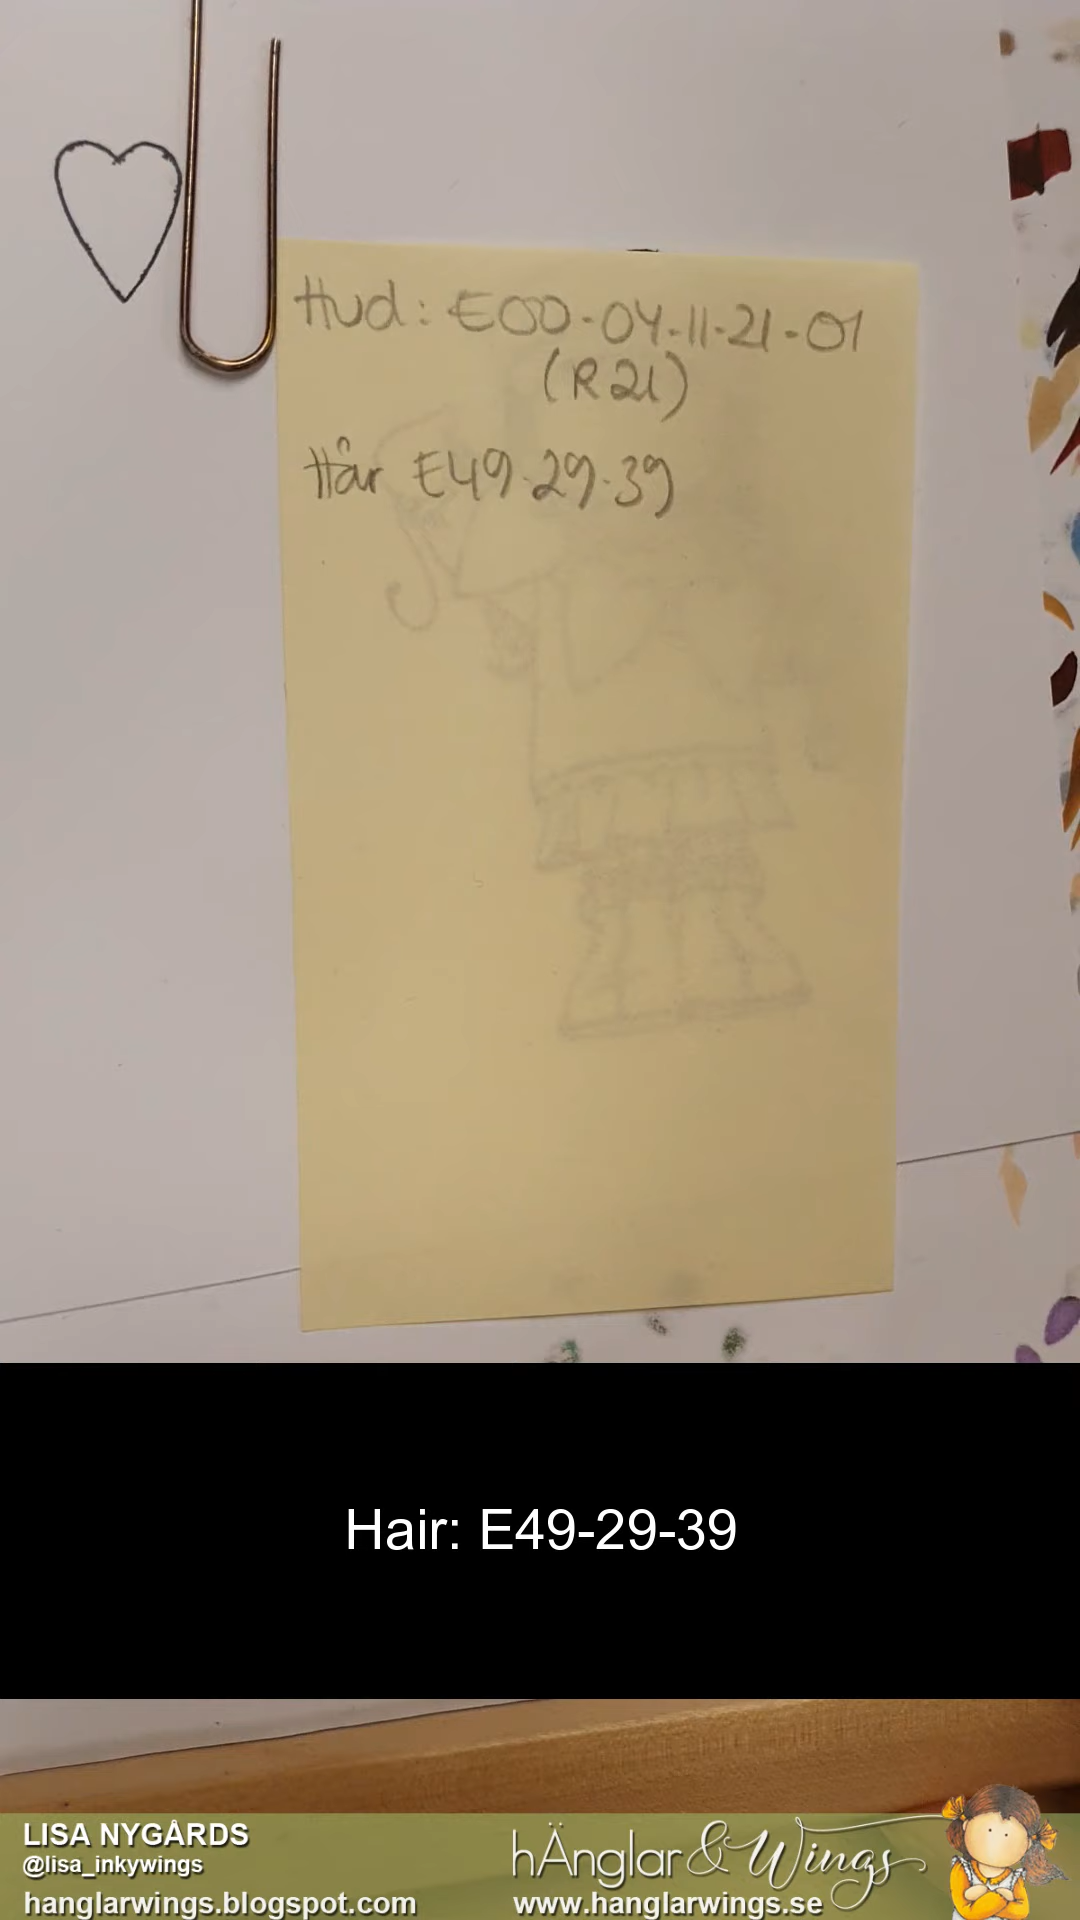 Hud: E00-04-11-21-01
(R21)
Hår E49-29-39
Hair: E49-29-39
LISA NYGÅRDS
@lisa_inkywings
hanglarwings.blogspot.com
hÄnglar & Wings
www.hanglarwings.se